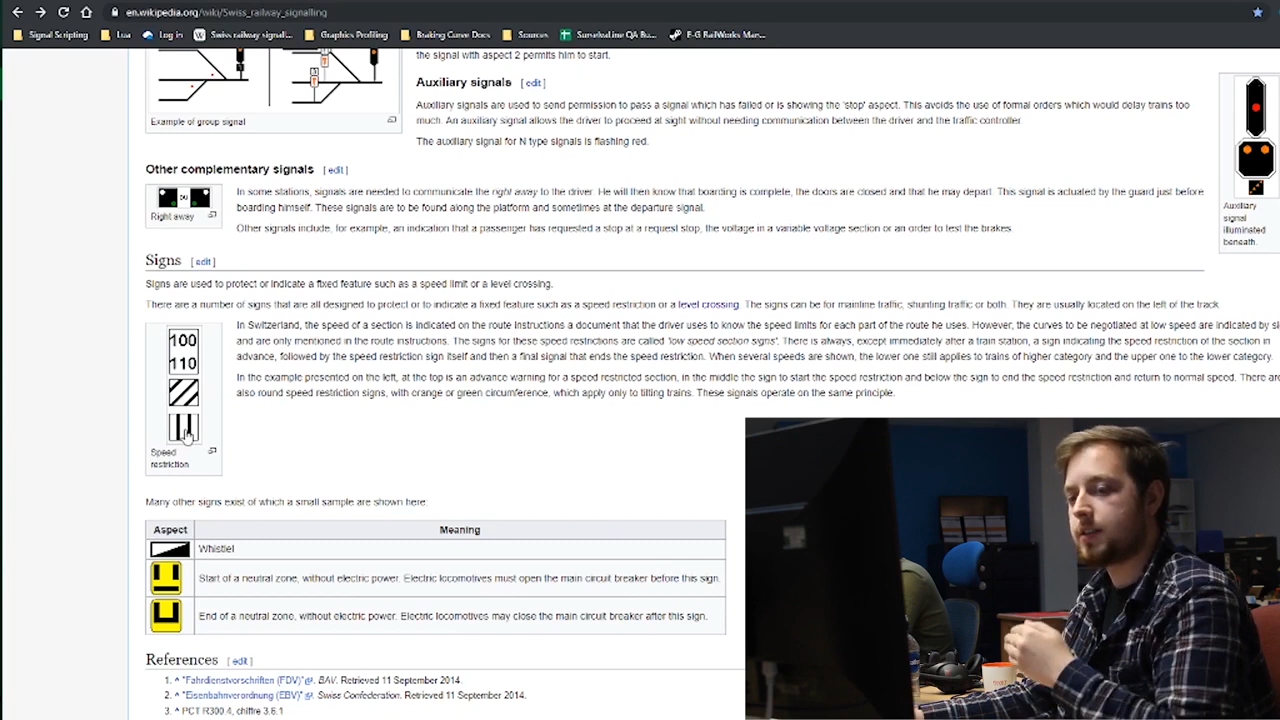 en.wikipedia.org/wiki/Swiss_railway_signalling
Signal Scripting Lua Log in Swiss railway signal... Graphics Profiling Braking Curve Docs Sources SurselvaLine QA Bu... E-G RailWorks Man...
the signal with aspect 2 permits him to start.
Example of group signal
Auxiliary signals [ edit ]
Auxiliary signals are used to send permission to pass a signal which has failed or is showing the 'stop' aspect. This avoids the use of formal orders which would delay trains too
much. An auxiliary signal allows the driver to proceed at sight without needing communication between the driver and the traffic controller.
The auxiliary signal for N type signals is flashing red.
Auxiliary
signal
illuminated
beneath.
Other complementary signals [ edit ]
OU
Right away
In some stations, signals are needed to communicate the right away to the driver. He will then know that boarding is complete, the doors are closed and that he may depart. This signal is actuated by the guard just before
boarding himself. These signals are to be found along the platform and sometimes at the departure signal.
Other signals include, for example, an indication that a passenger has requested a stop at a request stop, the voltage in a variable voltage section or an order to test the brakes.
Signs [ edit ]
Signs are used to protect or indicate a fixed feature such as a speed limit or a level crossing.
There are a number of signs that are all designed to protect or to indicate a fixed feature such as a speed restriction or a level crossing. The signs can be for mainline traffic, shunting traffic or both. They are usually located on the left of the track.
100
110
Speed
restriction
In Switzerland, the speed of a section is indicated on the route instructions a document that the driver uses to know the speed limits for each part of the route he uses. However, the curves to be negotiated at low speed are indicated by
and are only mentioned in the route instructions. The signs for these speed restrictions are called 'low speed section signs'. There is always, except immediately after a train station, a sign indicating the speed restriction of the section in
advance, followed by the speed restriction sign itself and then a final signal that ends the speed restriction. When several speeds are shown, the lower one still applies to trains of higher category and the upper one to the lower category.
In the example presented on the left, at the top is an advance warning for a speed restricted section, in the middle the sign to start the speed restriction and below the sign to end the speed restriction and return to normal speed. There are
also round speed restriction signs, with orange or green circumference, which apply only to tilting trains. These signals operate on the same principle.
Many other signs exist of which a small sample are shown here:
Aspect Meaning
Whistle!
Start of a neutral zone, without electric power. Electric locomotives must open the main circuit breaker before this sign.
End of a neutral zone, without electric power. Electric locomotives may close the main circuit breaker after this sign.
References [ edit ]
1. ^ "Fahrdienstvorschriften (FDV)". BAV. Retrieved 11 September 2014.
2. ^ "Eisenbahnverordnung (EBV)". Swiss Confederation. Retrieved 11 September 2014.
3. ^ PCT R300.4, chiffre 3.6.1